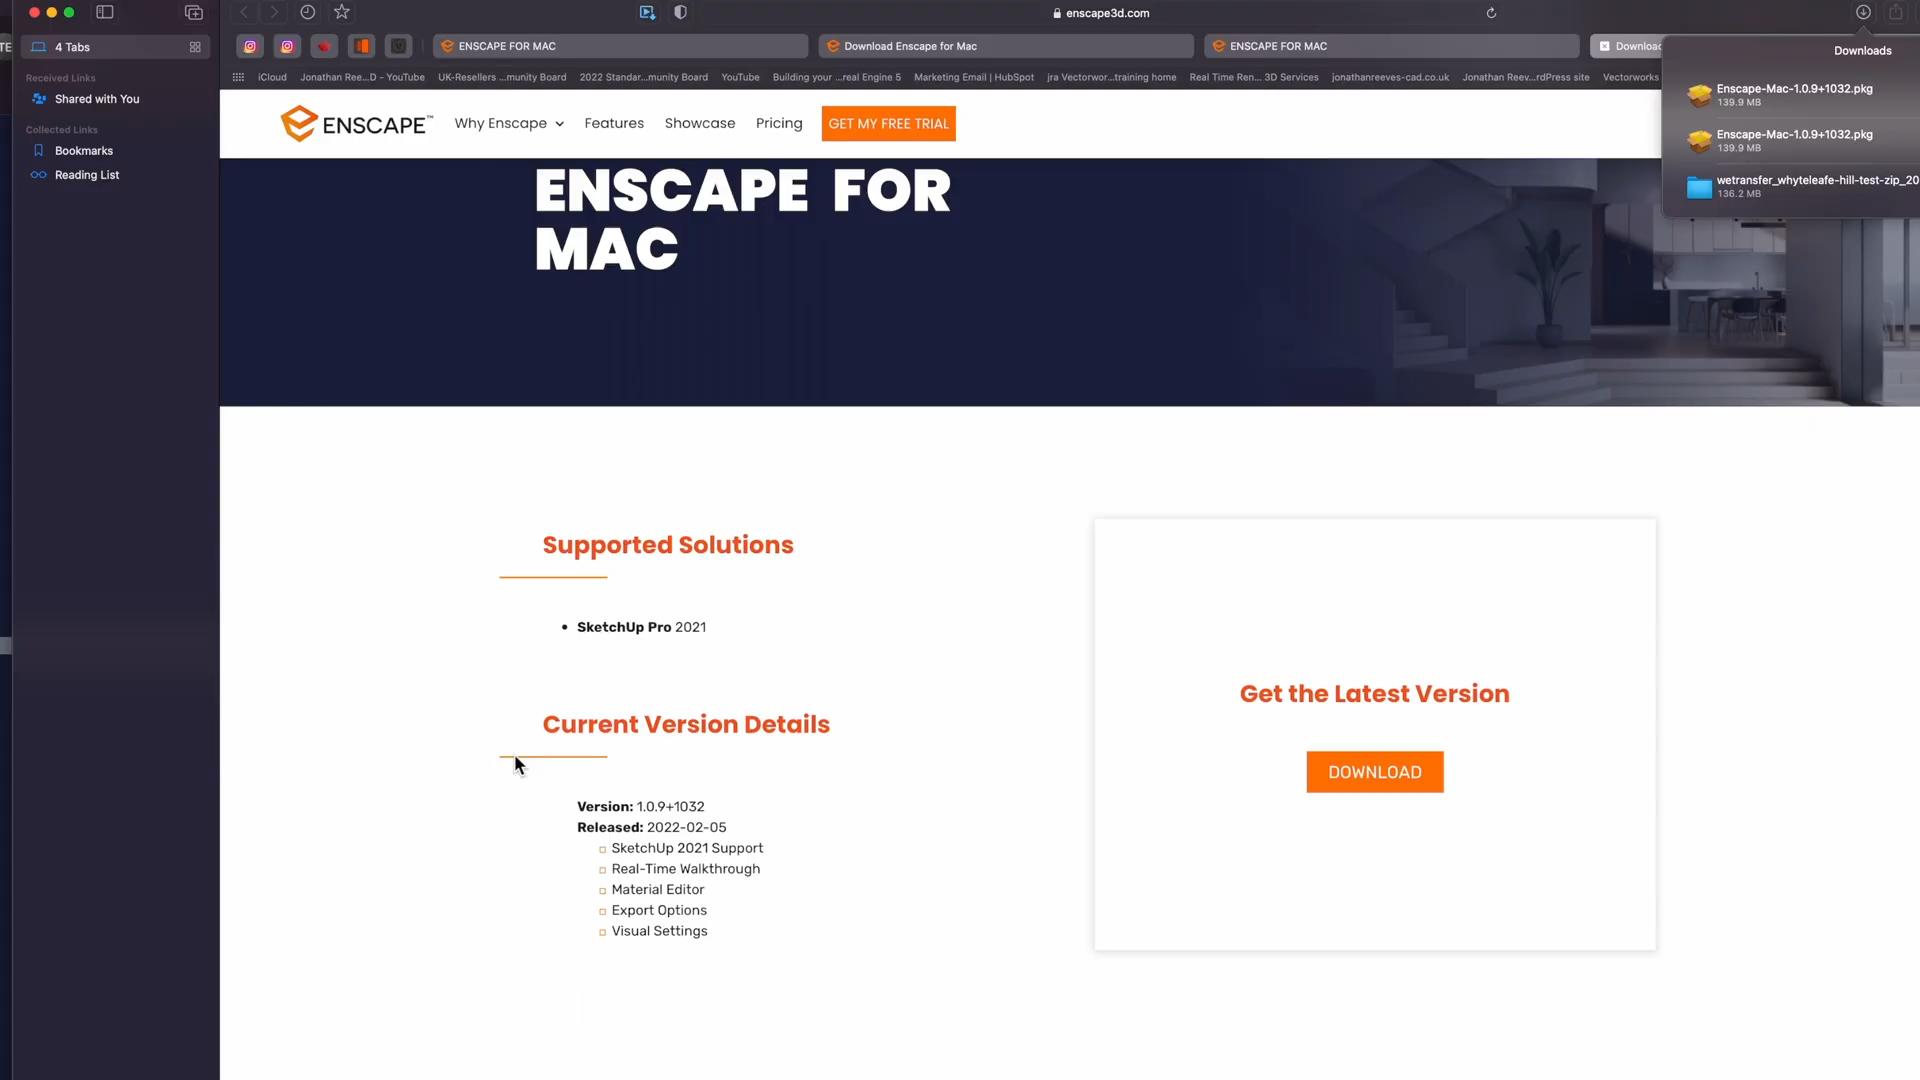 enscape3d.com
TE
4 Tabs
ENSCAPE FOR MAC
Download Enscape for Mac
ENSCAPE FOR MAC
Downloads
iCloud
Jonathan Ree...D - YouTube
UK-Resellers ...munity Board
2022 Standar...munity Board
YouTube
Building your ...real Engine 5
Marketing Email | HubSpot
jra Vectorwor...training home
Real Time Ren... 3D Services
jonathanreeves-cad.co.uk
Jonathan Reev...rdPress site
Vectorworks
Received Links
Shared with You
Collected Links
Bookmarks
Reading List
Enscape-Mac-1.0.9+1032.pkg
139.9 MB
Enscape-Mac-1.0.9+1032.pkg
139.9 MB
wetransfer_whyteleafe-hill-test-zip_20
136.2 MB
ENSCAPE™
Why Enscape
Features
Showcase
Pricing
GET MY FREE TRIAL
ENSCAPE FOR
MAC
Supported Solutions
• SketchUp Pro 2021
Current Version Details
Version: 1.0.9+1032
Released: 2022-02-05
SketchUp 2021 Support
Real-Time Walkthrough
Material Editor
Export Options
Visual Settings
Get the Latest Version
DOWNLOAD